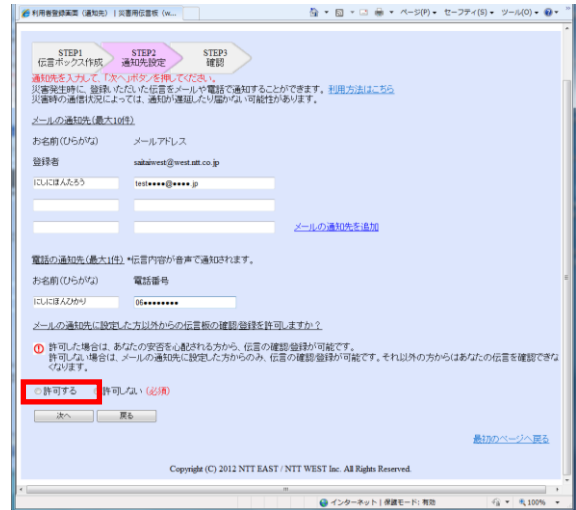 利用者登録画面（通知先）｜災害用伝言板（w...
ページ(P) セーフティ(S) ツール(O)
STEP1 STEP2 STEP3
伝言ボックス作成 通知先設定 確認
通知先を入力して、「次へ」ボタンを押してください。
災害発生時に、登録いただいた伝言をメールや電話で通知することができます。利用方法はこちら
災害時の通信状況によっては、通知が遅延したり届かない可能性があります。
メールの通知先（最大10件）
お名前（ひらがな） メールアドレス
登録者 saitaiwest@west.ntt.co.jp
にしにほんたろう test●●●●@●●●●.jp
メールの通知先を追加
電話の通知先（最大1件） *伝言内容が音声で通知されます。
お名前（ひらがな） 電話番号
にしにほんひかり 06●●●●●●●●
メールの通知先に設定した方以外からの伝言板の確認/登録を許可しますか？
許可した場合は、あなたの安否を心配される方から、伝言の確認/登録が可能です。
許可しない場合は、メールの通知先に設定した方からのみ、伝言の確認/登録が可能です。それ以外の方からはあなたの伝言を確認できな
くなります。
許可する 許可しない（必須）
次へ 戻る
最初のページへ戻る
Copyright (C) 2012 NTT EAST / NTT WEST Inc. All Rights Reserved.
インターネット | 保護モード: 有効 100%